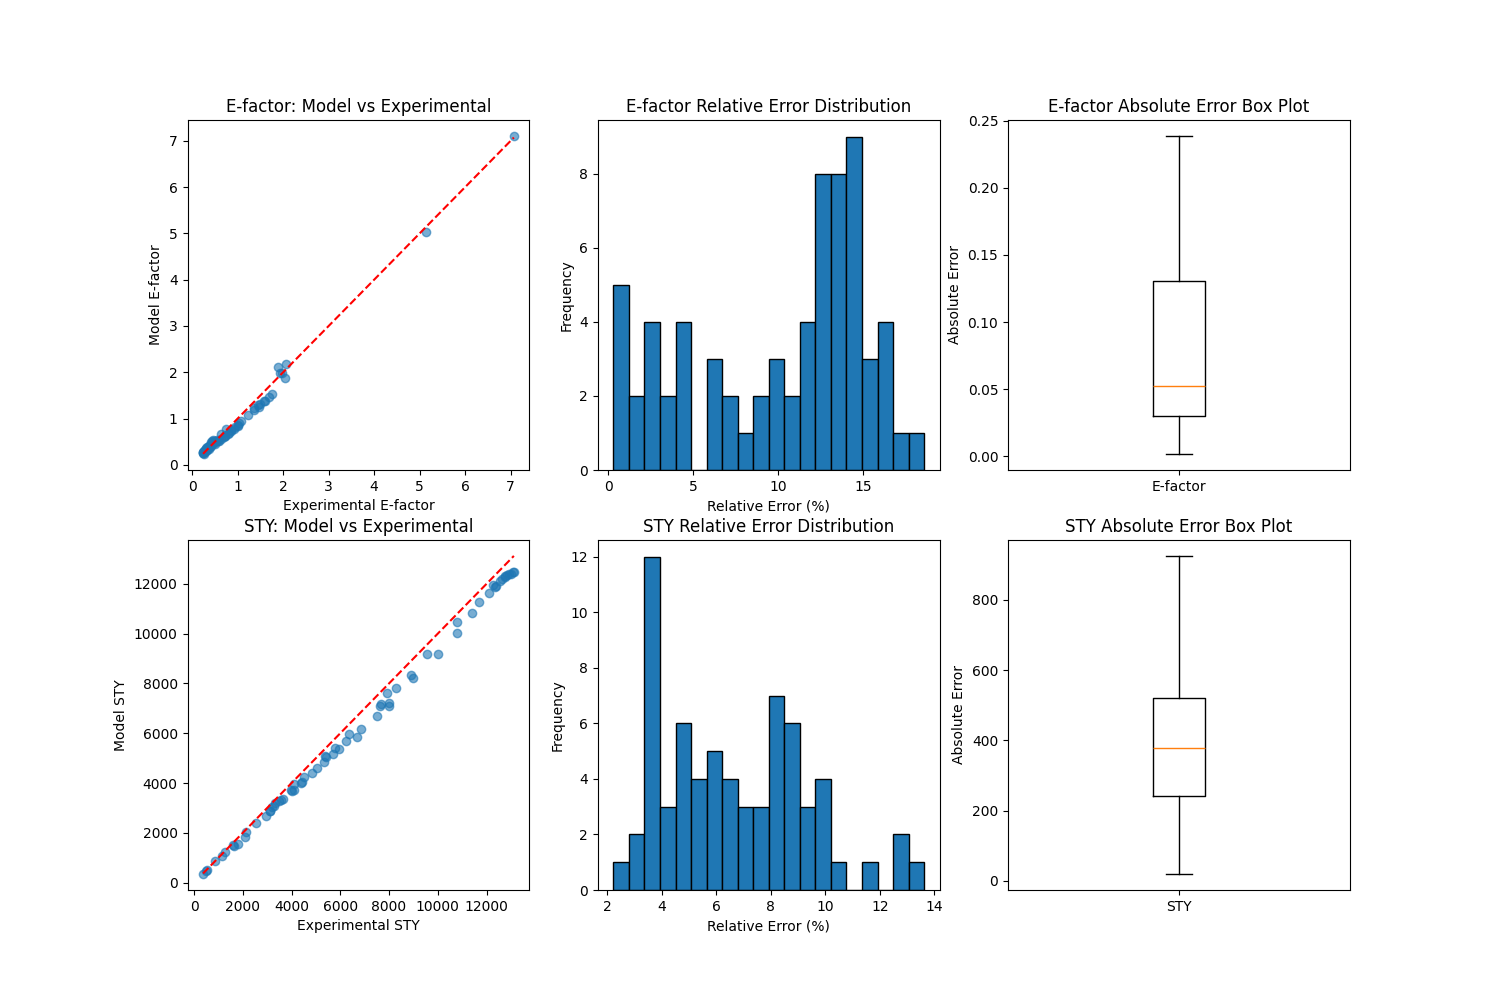 E-factor: Model vs Experimental
7
6
5
4
3
2
1
0
Model E-factor
0 1 2 3 4 5 6 7
Experimental E-factor
E-factor Relative Error Distribution
8
6
4
2
0
Frequency
0 5 10 15
Relative Error (%)
E-factor Absolute Error Box Plot
0.25
0.20
0.15
0.10
0.05
0.00
Absolute Error
E-factor
STY: Model vs Experimental
12000
10000
8000
6000
4000
2000
0
Model STY
0 2000 4000 6000 8000 10000 12000
Experimental STY
STY Relative Error Distribution
12
10
8
6
4
2
0
Frequency
2 4 6 8 10 12 14
Relative Error (%)
STY Absolute Error Box Plot
800
600
400
200
0
Absolute Error
STY